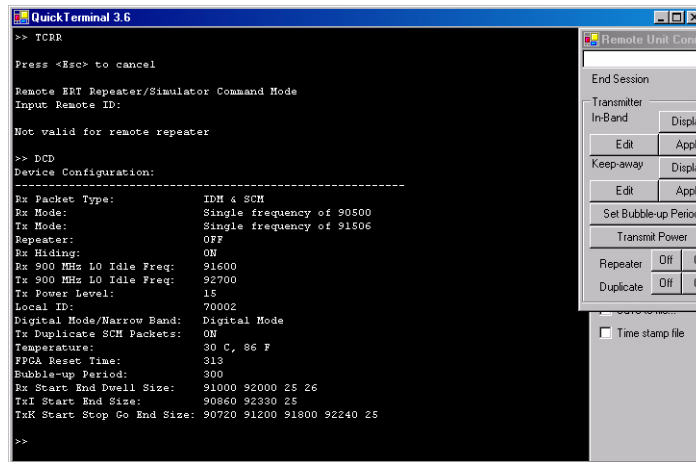 QuickTerminal 3.6
>> TCRR
Press <Esc> to cancel
Remote ERT Repeater/Simulator Command Mode
Input Remote ID:
Not valid for remote repeater
>> DCD
Device Configuration:
------------------------------------------------------------------
Rx Packet Type: IDM & SCM
Rx Mode: Single frequency of 90500
Tx Mode: Single frequency of 91506
Repeater: OFF
Rx Hiding: ON
Rx 900 MHz LO Idle Freq: 91600
Tx 900 MHz LO Idle Freq: 92700
Tx Power Level: 15
Local ID: 70002
Digital Mode/Narrow Band: Digital Mode
Tx Duplicate SCM Packets: ON
Temperature: 30 C, 86 F
FPGA Reset Time: 313
Bubble-up Period: 300
Rx Start End Dwell Size: 91000 92000 25 26
TxI Start End Size: 90860 92330 25
TxK Start Stop Go End Size: 90720 91200 91800 92240 25
>>
Remote Unit
End Session
Transmitter
In-Band
Edit
Keep-away
Edit
Set Bubble-up
Transmit Power
Repeater Off
Duplicate Off
Time stamp file